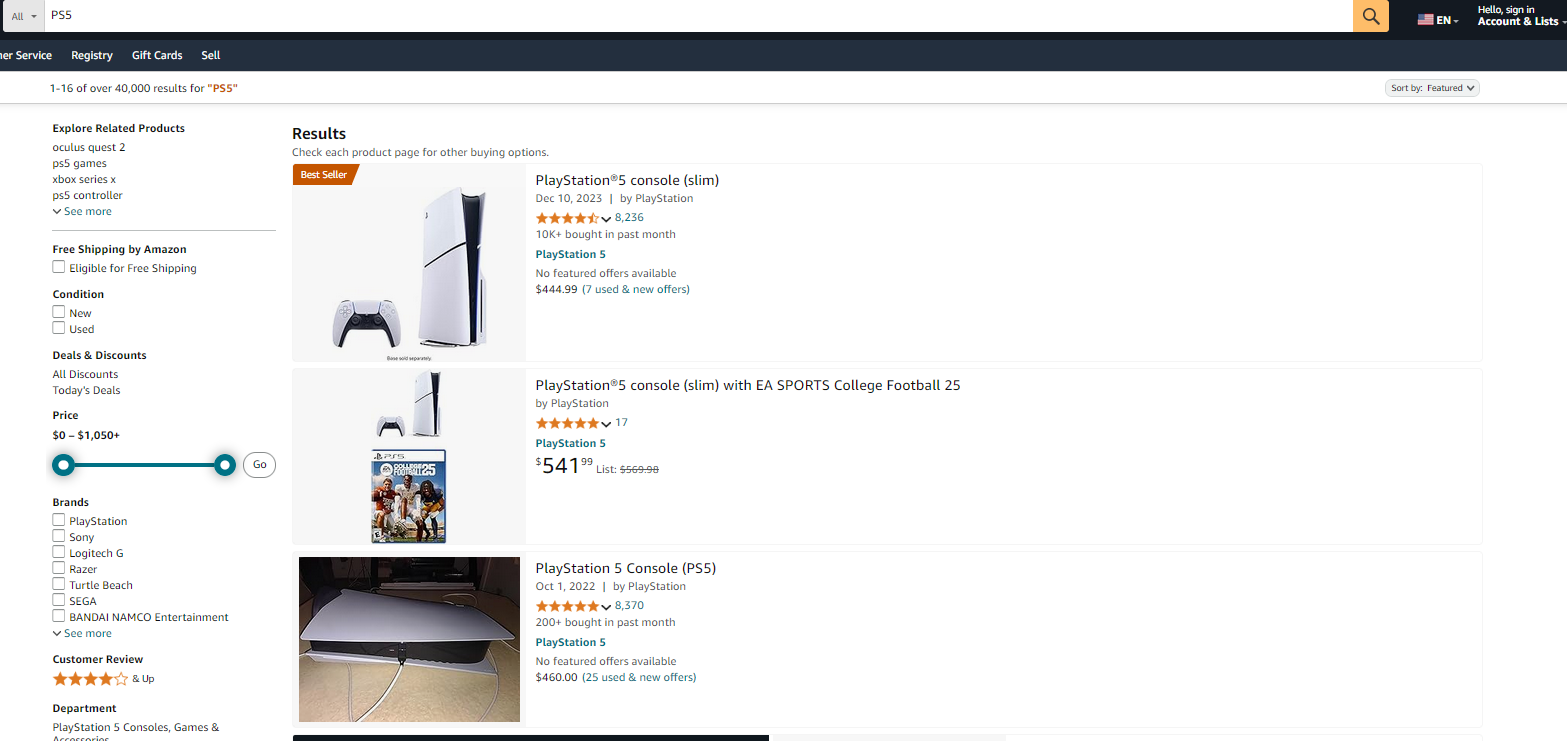 All
PS5
EN
Hello, sign in
Account & Lists
er Service
Registry
Gift Cards
Sell
1-16 of over 40,000 results for "PS5"
Sort by: Featured
Explore Related Products
oculus quest 2
ps5 games
xbox series x
ps5 controller
See more
Free Shipping by Amazon
Eligible for Free Shipping
Condition
New
Used
Deals & Discounts
All Discounts
Today's Deals
Price
$0 – $1,050+
Go
Brands
PlayStation
Sony
Logitech G
Razer
Turtle Beach
SEGA
BANDAI NAMCO Entertainment
See more
Customer Review
& Up
Department
PlayStation 5 Consoles, Games &
Accessories
Results
Check each product page for other buying options.
Best Seller
Base sold separately.
PlayStation®5 console (slim)
Dec 10, 2023 | by PlayStation
8,236
10K+ bought in past month
PlayStation 5
No featured offers available
$444.99 (7 used & new offers)
PS5
EA SPORTS
COLLEGE
FOOTBALL 25
PlayStation®5 console (slim) with EA SPORTS College Football 25
by PlayStation
17
PlayStation 5
$541 99 List: $569.98
PlayStation 5 Console (PS5)
Oct 1, 2022 | by PlayStation
8,370
200+ bought in past month
PlayStation 5
No featured offers available
$460.00 (25 used & new offers)